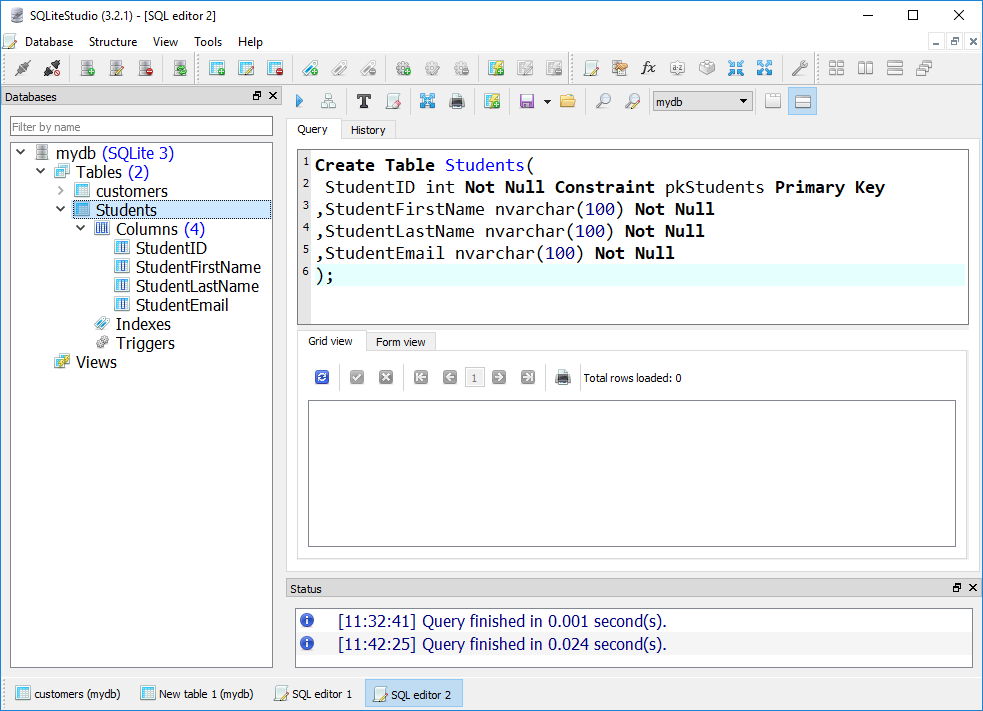 SQLiteStudio (3.2.1) - [SQL editor 2]
Database Structure View Tools Help
Databases
Filter by name
mydb (SQLite 3)
Tables (2)
customers
Students
Columns (4)
StudentID
StudentFirstName
StudentLastName
StudentEmail
Indexes
Triggers
Views
mydb
Query History
1 Create Table Students(
2 StudentID int Not Null Constraint pkStudents Primary Key
3 ,StudentFirstName nvarchar(100) Not Null
4 ,StudentLastName nvarchar(100) Not Null
5 ,StudentEmail nvarchar(100) Not Null
6 );
Grid view Form view
1 Total rows loaded: 0
Status
[11:32:41] Query finished in 0.001 second(s).
[11:42:25] Query finished in 0.024 second(s).
customers (mydb) New table 1 (mydb) SQL editor 1 SQL editor 2